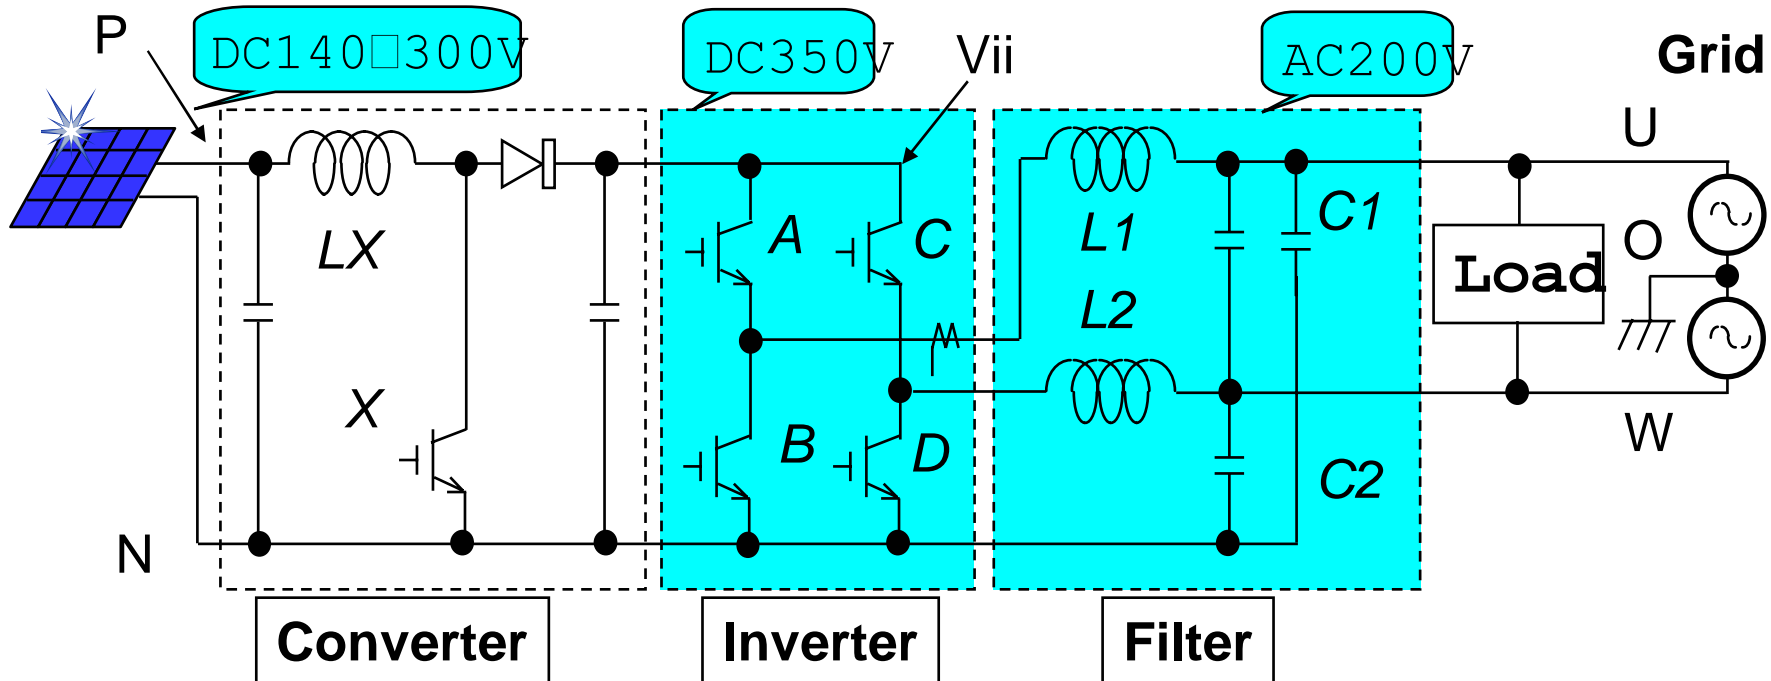 P
DC140□300V
DC350V
Vii
AC200V
Grid
U
LX
A
C
L1
C1
O
Load
L2
X
B
D
C2
W
N
Converter
Inverter
Filter